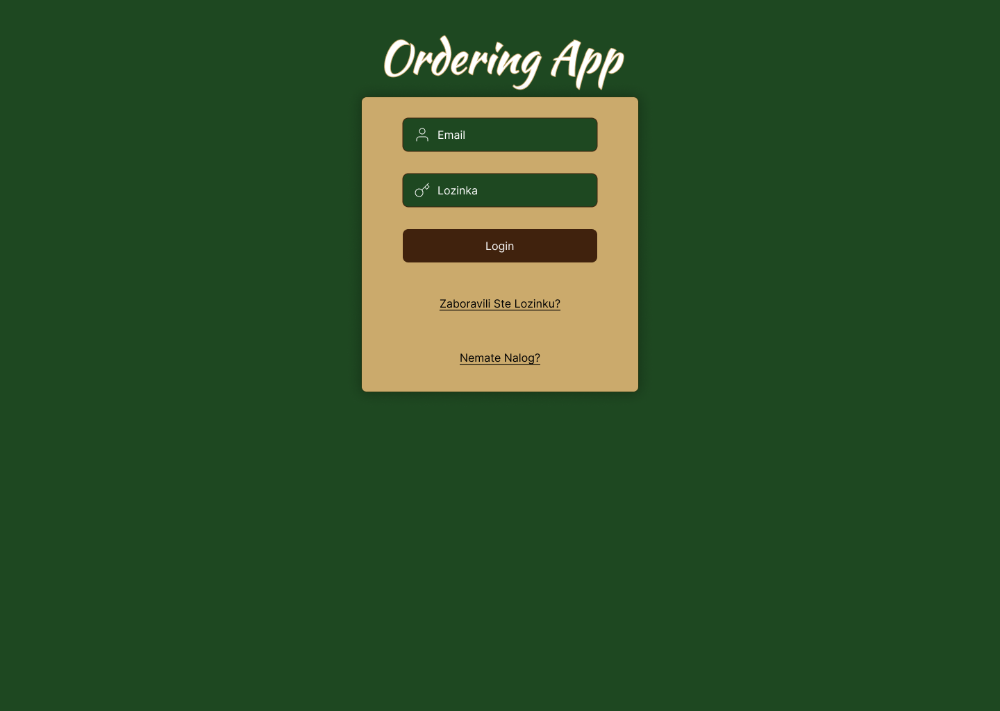 Ordering App
Email
Lozinka
Login
Zaboravili Ste Lozinku?
Nemate Nalog?